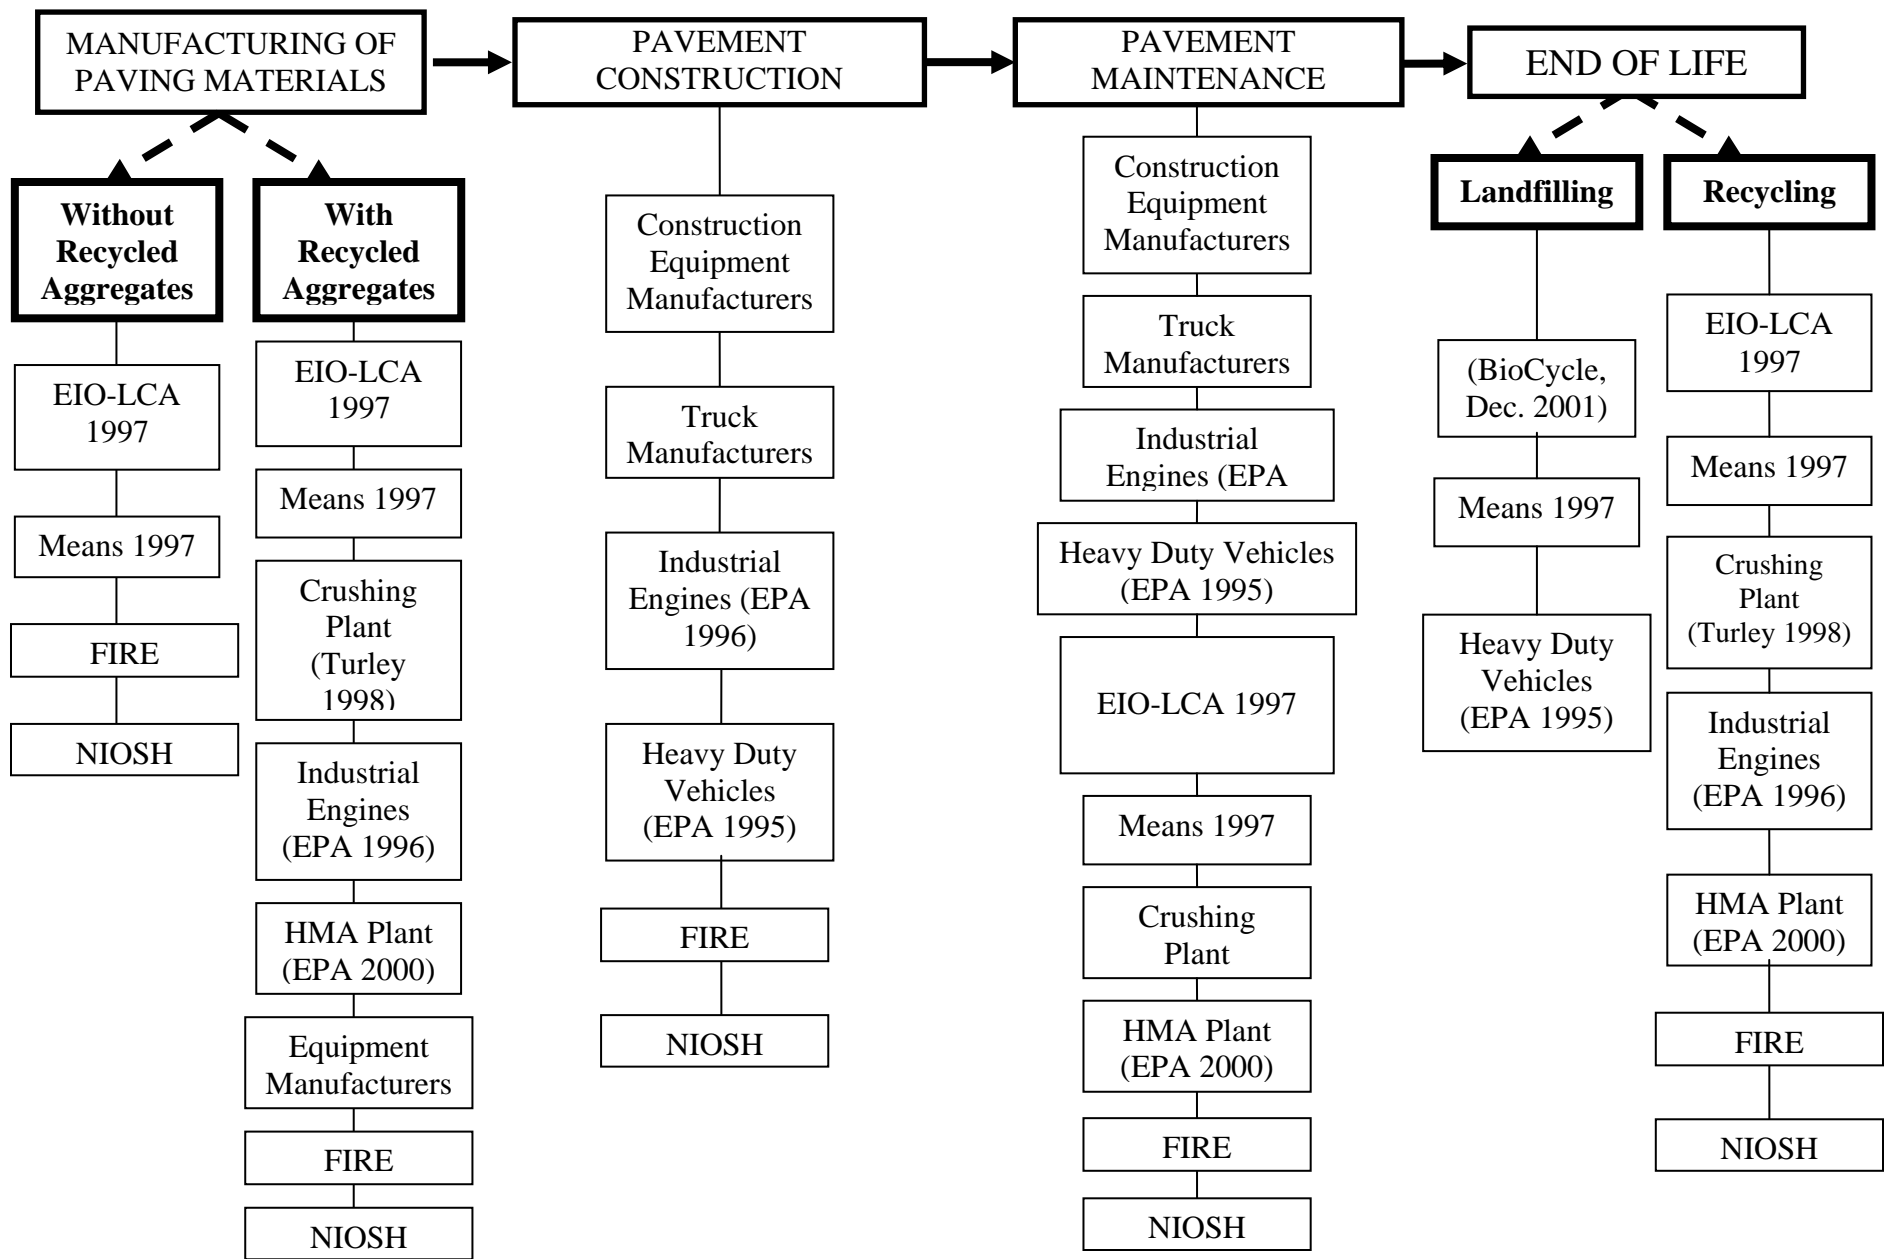 MANUFACTURING OF
PAVING MATERIALS
PAVEMENT
CONSTRUCTION
PAVEMENT
MAINTENANCE
END OF LIFE
Without
Recycled
Aggregates
EIO-LCA
1997
Means 1997
FIRE
NIOSH
With
Recycled
Aggregates
EIO-LCA
1997
Means 1997
Crushing
Plant
(Turley
1998)
Industrial
Engines
(EPA 1996)
HMA Plant
(EPA 2000)
Equipment
Manufacturers
FIRE
NIOSH
Construction
Equipment
Manufacturers
Truck
Manufacturers
Industrial
Engines (EPA
1996)
Heavy Duty
Vehicles
(EPA 1995)
FIRE
NIOSH
Construction
Equipment
Manufacturers
Truck
Manufacturers
Industrial
Engines (EPA
Heavy Duty Vehicles
(EPA 1995)
EIO-LCA 1997
Means 1997
Crushing
Plant
HMA Plant
(EPA 2000)
FIRE
NIOSH
Landfilling
(BioCycle,
Dec. 2001)
Means 1997
Heavy Duty
Vehicles
(EPA 1995)
Recycling
EIO-LCA
1997
Means 1997
Crushing
Plant
(Turley 1998)
Industrial
Engines
(EPA 1996)
HMA Plant
(EPA 2000)
FIRE
NIOSH